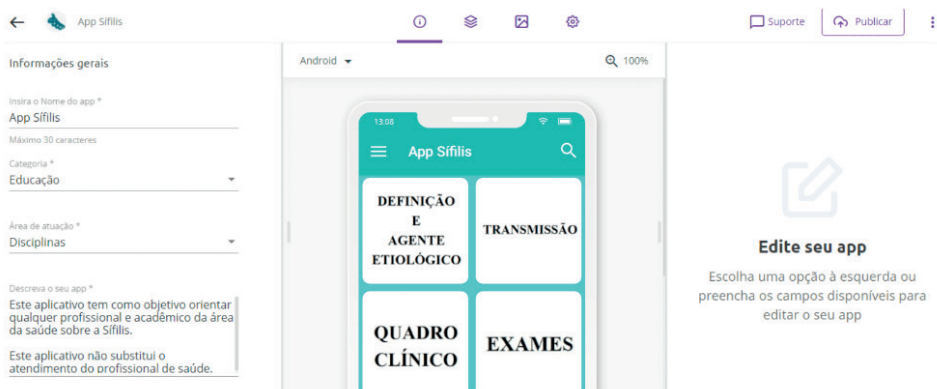 App Sífilis
Suporte
Publicar
Informações gerais
Insira o Nome do app *
App Sífilis
Máximo 30 caracteres
Categoria *
Educação
Área de atuação *
Disciplinas
Descreva o seu app *
Este aplicativo tem como objetivo orientar
qualquer profissional e acadêmico da área
da saúde sobre a Sífilis.
Este aplicativo não substitui o
atendimento do profissional de saúde.
Android
100%
13:08
App Sífilis
DEFINIÇÃO
E
AGENTE
ETIOLÓGICO
TRANSMISSÃO
QUADRO
CLÍNICO
EXAMES
Edite seu app
Escolha uma opção à esquerda ou
preencha os campos disponíveis para
editar o seu app